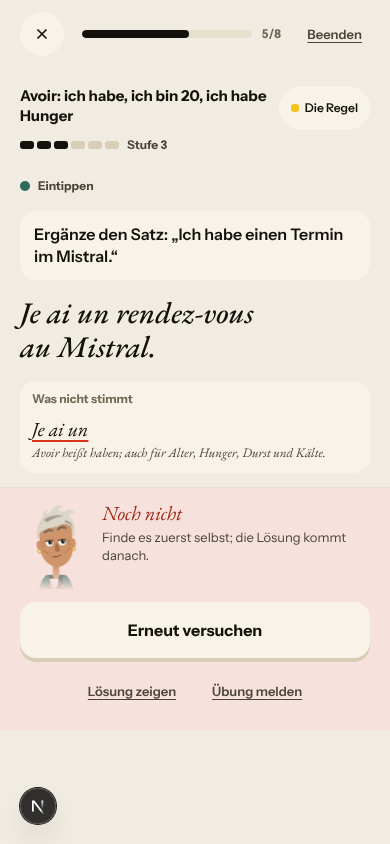 ✕
5/8
Beenden
Avoir: ich habe, ich bin 20, ich habe
Hunger
Die Regel
Stufe 3
Eintippen
Ergänze den Satz: „Ich habe einen Termin
im Mistral.“
Je ai un rendez-vous
au Mistral.
Was nicht stimmt
Je ai un
Avoir heißt haben; auch für Alter, Hunger, Durst und Kälte.
Noch nicht
Finde es zuerst selbst; die Lösung kommt
danach.
Erneut versuchen
Lösung zeigen
Übung melden
N